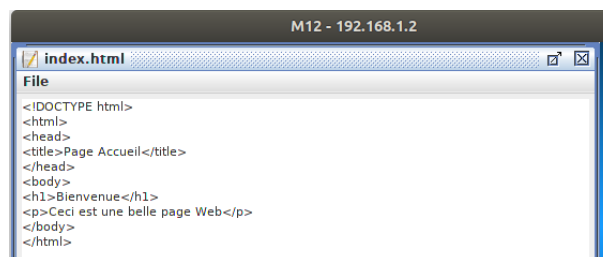 M12 - 192.168.1.2
index.html
File
<!DOCTYPE html>
<html>
<head>
<title>Page Accueil</title>
</head>
<body>
<h1>Bienvenue</h1>
<p>Ceci est une belle page Web</p>
</body>
</html>